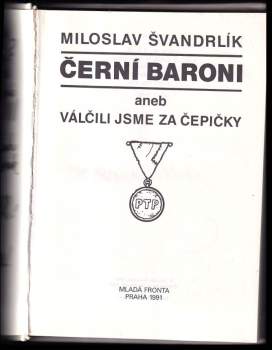 MILOSLAV ŠVANDRLÍK
ČERNÍ BARONI
aneb
VÁLČILI JSME ZA ČEPIČKY
PTP
MLADÁ FRONTA
PRAHA 1991